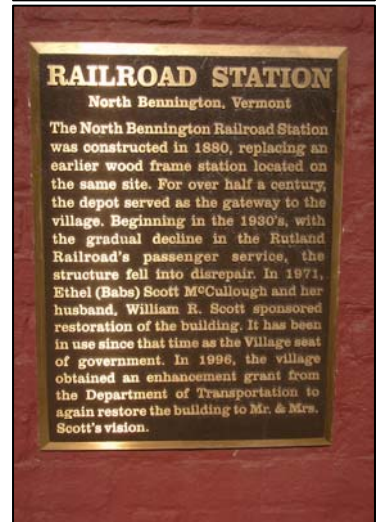 RAILROAD STATION
North Bennington, Vermont
The North Bennington Railroad Station
was constructed in 1880, replacing an
earlier wood frame station located on
the same site. For over half a century,
the depot served as the gateway to the
village. Beginning in the 1930's, with
the gradual decline in the Rutland
Railroad's passenger service, the
structure fell into disrepair. In 1971,
Ethel (Babs) Scott McCullough and her
husband, William R. Scott sponsored
restoration of the building. It has been
in use since that time as the Village seat
of government. In 1996, the village
obtained an enhancement grant from
the Department of Transportation to
again restore the building to Mr. & Mrs.
Scott's vision.